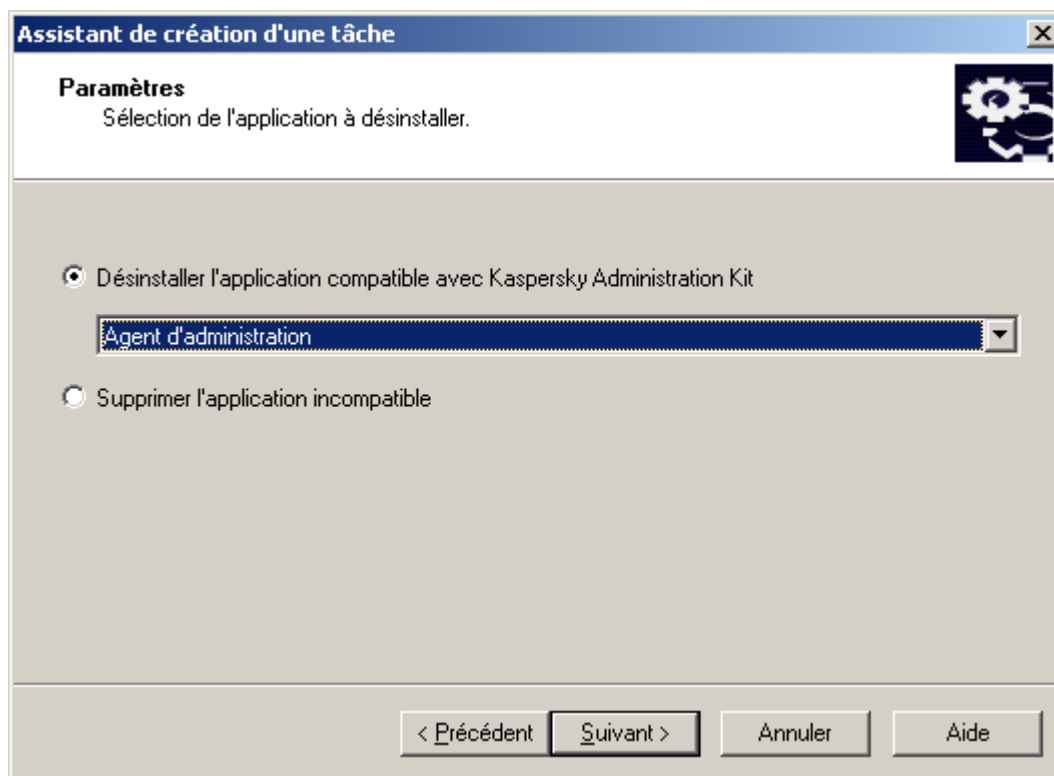 Assistant de création d'une tâche
Paramètres
Sélection de l'application à désinstaller.
Désinstaller l'application compatible avec Kaspersky Administration Kit
Agent d'administration
Supprimer l'application incompatible
< Précédent Suivant > Annuler Aide